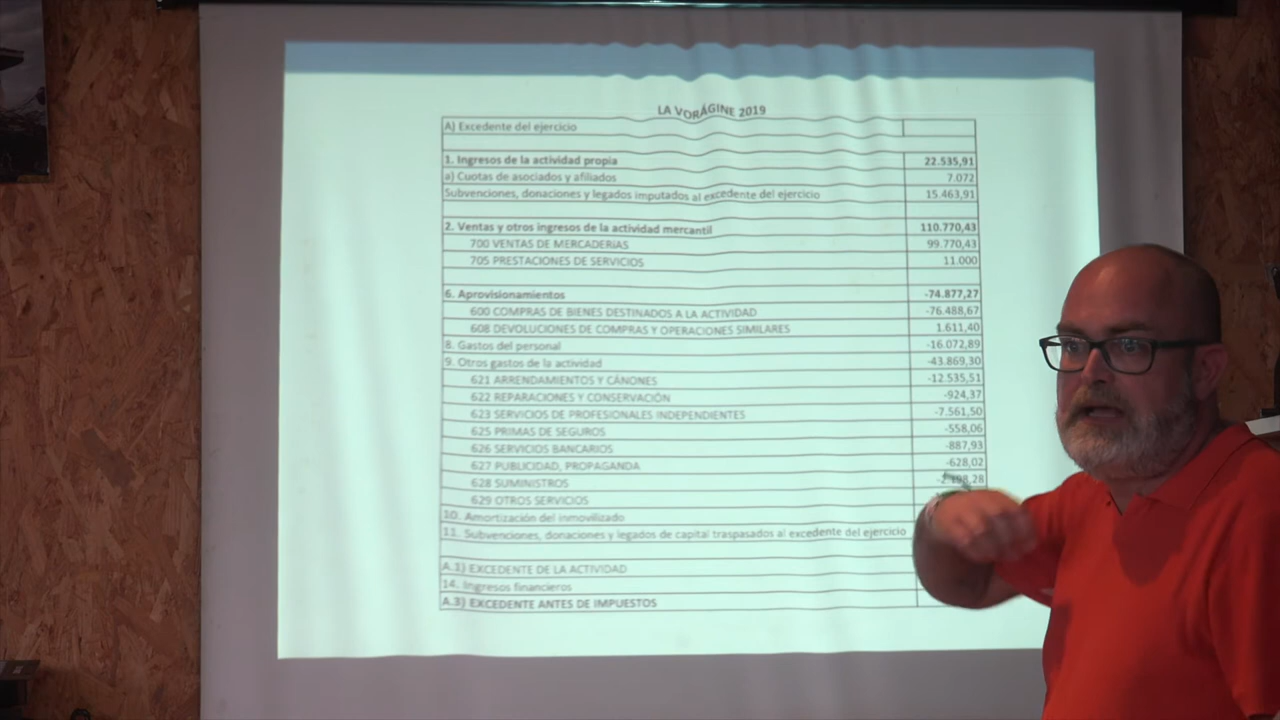 LA VORÁGINE 2019
A) Excedente del ejercicio
1. Ingresos de la actividad propia 22.535,91
a) Cuotas de asociados y afiliados 7.072
Subvenciones, donaciones y legados imputados al excedente del ejercicio 15.463,91
2. Ventas y otros ingresos de la actividad mercantil 110.770,43
700 VENTAS DE MERCADERIAS 99.770,43
705 PRESTACIONES DE SERVICIOS 11.000
6. Aprovisionamientos -74.877,27
600 COMPRAS DE BIENES DESTINADOS A LA ACTIVIDAD -76.488,67
608 DEVOLUCIONES DE COMPRAS Y OPERACIONES SIMILARES 1.611,40
8. Gastos del personal -16.072,89
9. Otros gastos de la actividad -43.869,30
621 ARRENDAMIENTOS Y CÁNONES -12.535,51
622 REPARACIONES Y CONSERVACIÓN -924,37
623 SERVICIOS DE PROFESIONALES INDEPENDIENTES -7.561,50
625 PRIMAS DE SEGUROS -558,06
626 SERVICIOS BANCARIOS -887,93
627 PUBLICIDAD, PROPAGANDA -628,02
628 SUMINISTROS
629 OTROS SERVICIOS
10. Amortización del inmovilizado
11. Subvenciones, donaciones y legados de capital traspasados al excedente del ejercicio
A.1) EXCEDENTE DE LA ACTIVIDAD
14. Ingresos financieros
A.3) EXCEDENTE ANTES DE IMPUESTOS